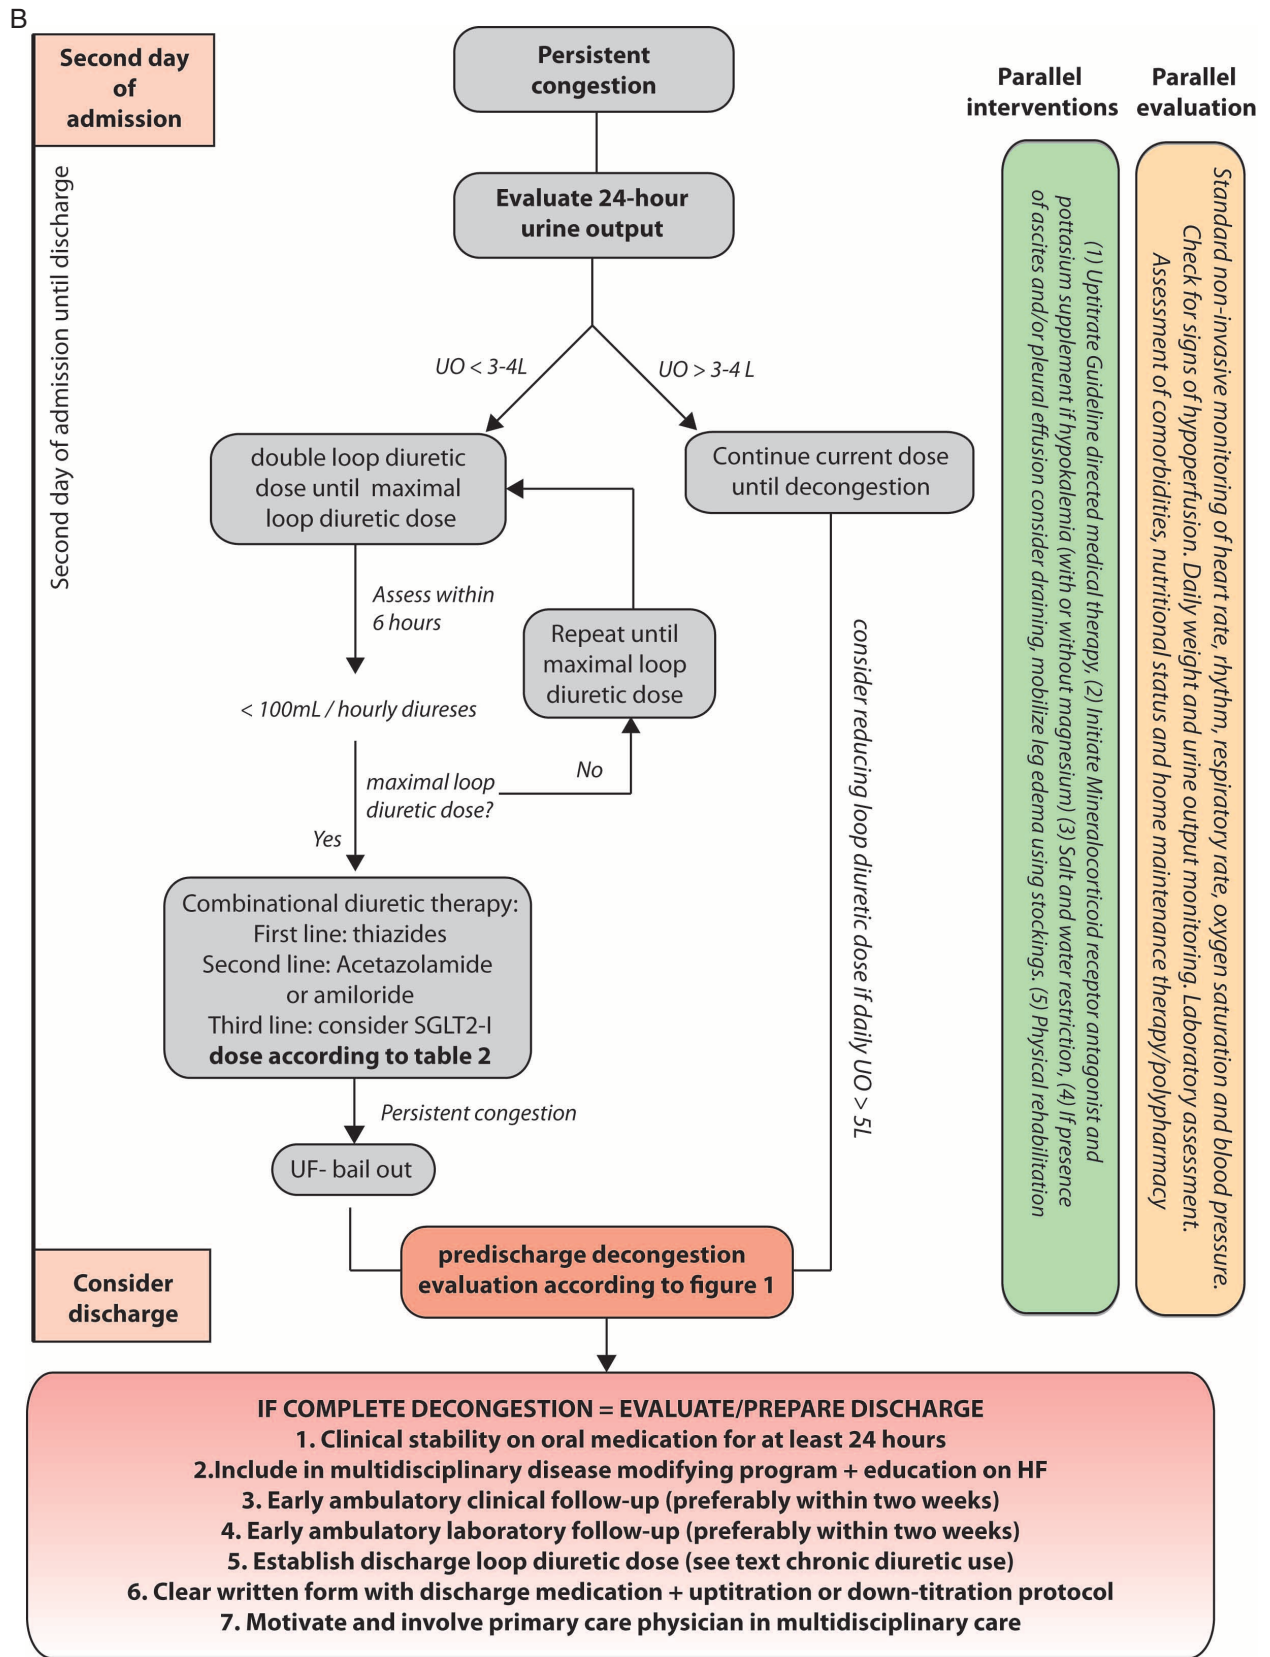 B
Second day
of
admission
Second day of admission until discharge
Persistent
congestion
Evaluate 24-hour
urine output
UO < 3-4L
UO > 3-4 L
double loop diuretic
dose until maximal
loop diuretic dose
Continue current dose
until decongestion
Assess within
6 hours
< 100mL / hourly diureses
Repeat until
maximal loop
diuretic dose
maximal loop
diuretic dose?
No
Yes
consider reducing loop diuretic dose if daily UO > 5L
Combinational diuretic therapy:
First line: thiazides
Second line: Acetazolamide
or amiloride
Third line: consider SGLT2-I
dose according to table 2
Persistent congestion
UF- bail out
predischarge decongestion
evaluation according to figure 1
Consider
discharge
Parallel
interventions
(1) Uptitrate Guideline directed medical therapy, (2) Initiate Mineralocorticoid receptor antagonist and
pottasium supplement if hypokalemia (with or without magnesium) (3) Salt and water restriction, (4) If presence
of ascites and/or pleural effusion consider draining, mobilize leg edema using stockings. (5) Physical rehabilitation
Parallel
evaluation
Standard non-invasive monitoring of heart rate, rhythm, respiratory rate, oxygen saturation and blood pressure.
Check for signs of hypoperfusion. Daily weight and urine output monitoring. Laboratory assessment.
Assessment of comorbidities, nutritional status and home maintenance therapy/polypharmacy
IF COMPLETE DECONGESTION = EVALUATE/PREPARE DISCHARGE
1. Clinical stability on oral medication for at least 24 hours
2.Include in multidisciplinary disease modifying program + education on HF
3. Early ambulatory clinical follow-up (preferably within two weeks)
4. Early ambulatory laboratory follow-up (preferably within two weeks)
5. Establish discharge loop diuretic dose (see text chronic diuretic use)
6. Clear written form with discharge medication + uptitration or down-titration protocol
7. Motivate and involve primary care physician in multidisciplinary care